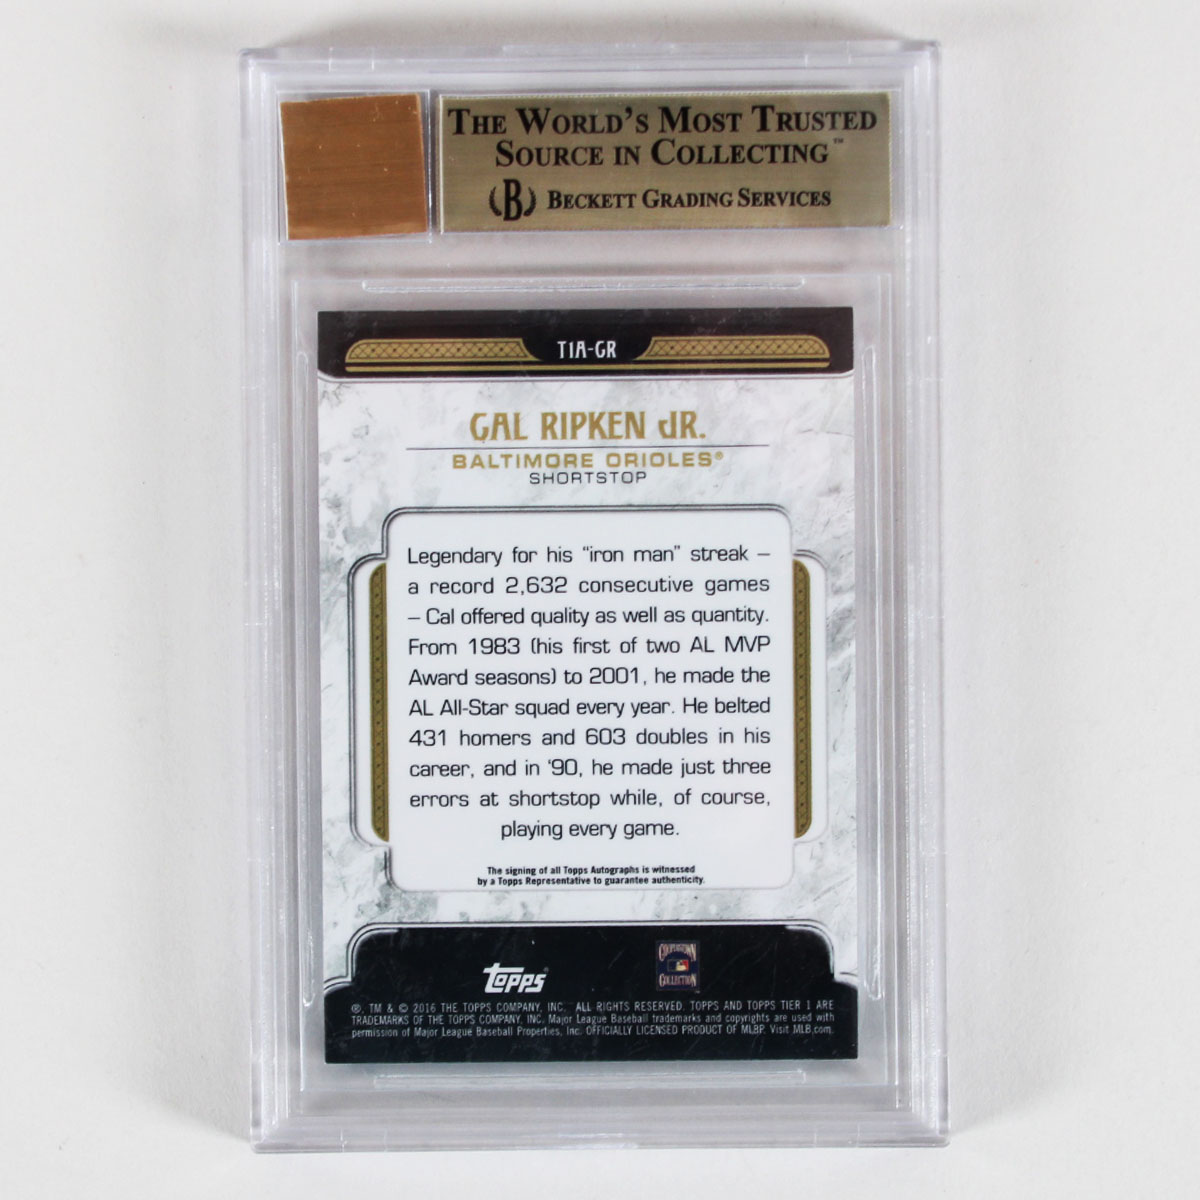 THE WORLD'S MOST TRUSTED
SOURCE IN COLLECTING™
B BECKETT GRADING SERVICES
T1A-CR
CAL RIPKEN JR.
BALTIMORE ORIOLES®
SHORTSTOP
Legendary for his “iron man” streak –
a record 2,632 consecutive games
– Cal offered quality as well as quantity.
From 1983 (his first of two AL MVP
Award seasons) to 2001, he made the
AL All-Star squad every year. He belted
431 homers and 603 doubles in his
career, and in ’90, he made just three
errors at shortstop while, of course,
playing every game.
The signing of all Topps Autographs is witnessed
by a Topps Representative to guarantee authenticity.
topps®
COOPERSTOWN
COLLECTION
®, TM & © 2016 THE TOPPS COMPANY, INC. ALL RIGHTS RESERVED. TOPPS AND TOPPS TIER 1 ARE
TRADEMARKS OF THE TOPPS COMPANY, INC. Major League Baseball trademarks and copyrights are used with
permission of Major League Baseball Properties, Inc. OFFICIALLY LICENSED PRODUCT OF MLBP. Visit MLB.com.